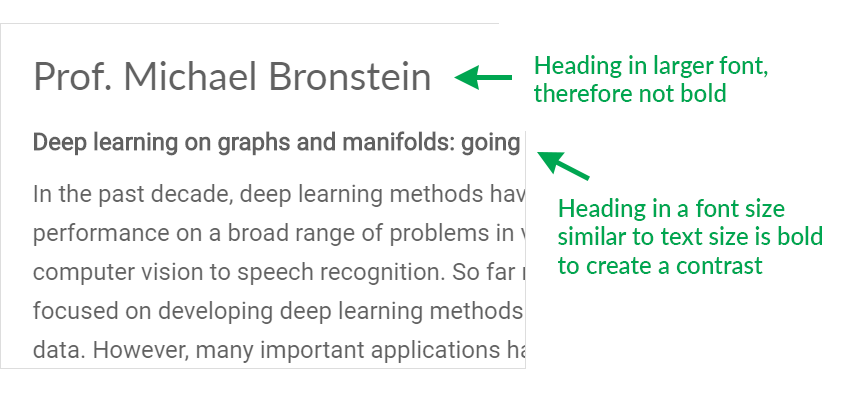 Prof. Michael Bronstein
Heading in larger font,
therefore not bold
Deep learning on graphs and manifolds: going
In the past decade, deep learning methods hav
performance on a broad range of problems in v
computer vision to speech recognition. So far
focused on developing deep learning methods
data. However, many important applications ha
Heading in a font size
similar to text size is bold
to create a contrast